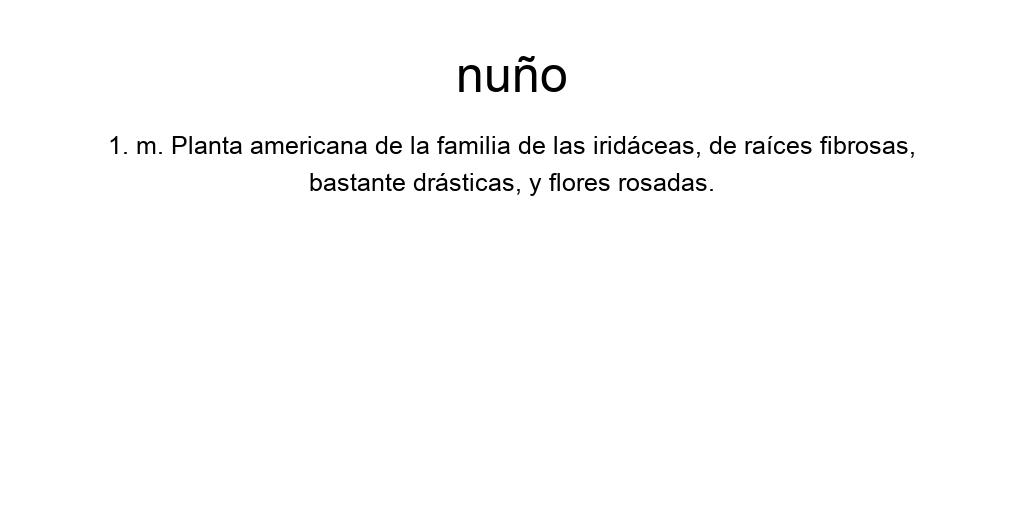 nuño
1. m. Planta americana de la familia de las iridáceas, de raíces fibrosas,
bastante drásticas, y flores rosadas.